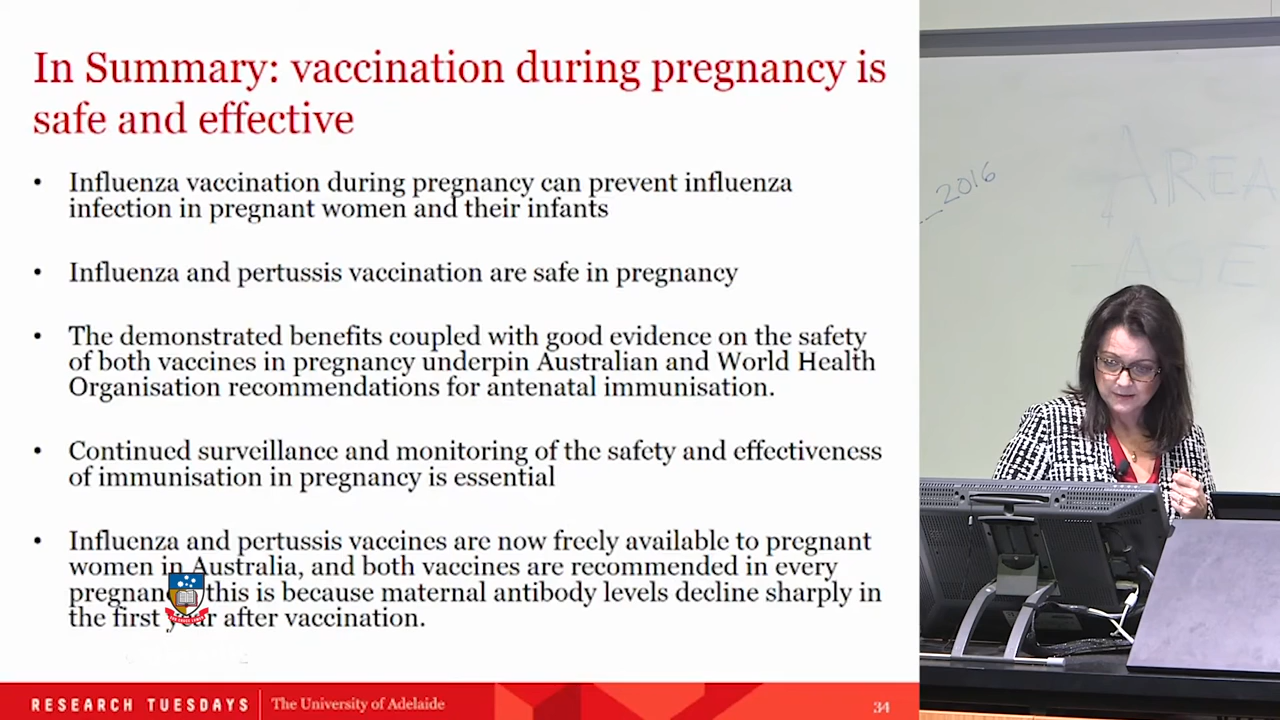 In Summary: vaccination during pregnancy is
safe and effective
• Influenza vaccination during pregnancy can prevent influenza
infection in pregnant women and their infants
• Influenza and pertussis vaccination are safe in pregnancy
• The demonstrated benefits coupled with good evidence on the safety
of both vaccines in pregnancy underpin Australian and World Health
Organisation recommendations for antenatal immunisation.
• Continued surveillance and monitoring of the safety and effectiveness
of immunisation in pregnancy is essential
• Influenza and pertussis vaccines are now freely available to pregnant
women in Australia, and both vaccines are recommended in every
this is because maternal antibody levels decline sharply in
the first year after vaccination.
RESEARCH TUESDAYS The University of Adelaide 34
2016
AREA
- AGE